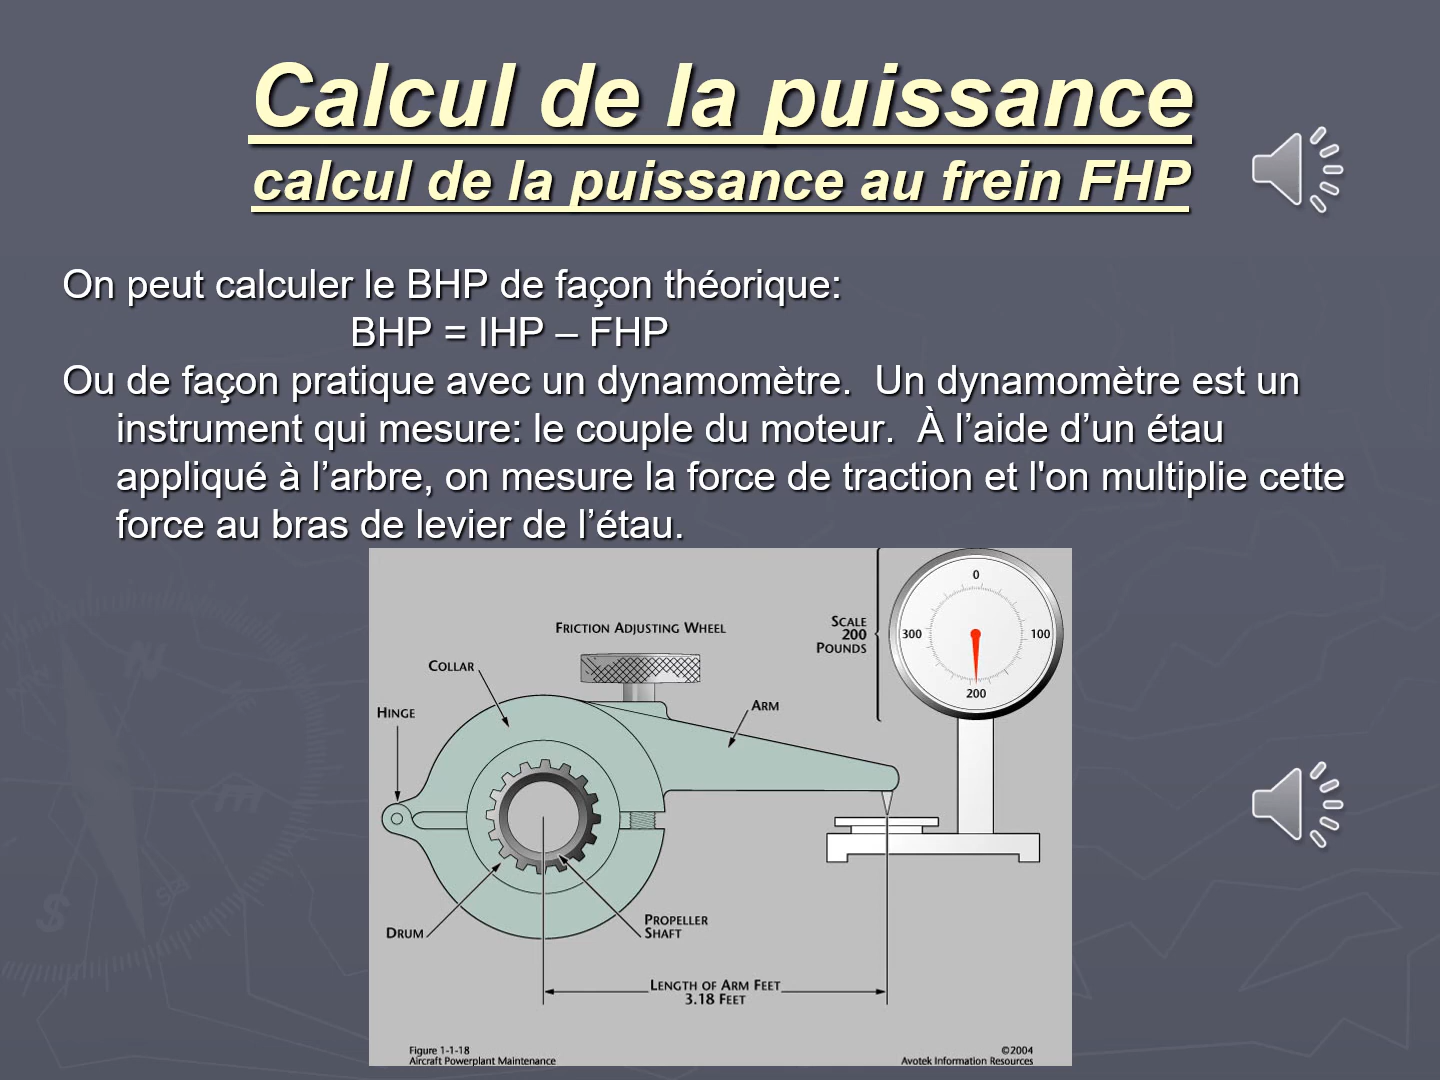 Calcul de la puissance
calcul de la puissance au frein FHP
On peut calculer le BHP de façon théorique:
BHP = IHP – FHP
Ou de façon pratique avec un dynamomètre.  Un dynamomètre est un
instrument qui mesure: le couple du moteur.  À l’aide d’un étau
appliqué à l’arbre, on mesure la force de traction et l'on multiplie cette
force au bras de levier de l’étau.
FRICTION ADJUSTING WHEEL
COLLAR
HINGE
ARM
SCALE
200
POUNDS
0
300
100
200
DRUM
PROPELLER
SHAFT
LENGTH OF ARM FEET
3.18 FEET
Figure 1-1-18
Aircraft Powerplant Maintenance
©2004
Avotek Information Resources
N
E
S